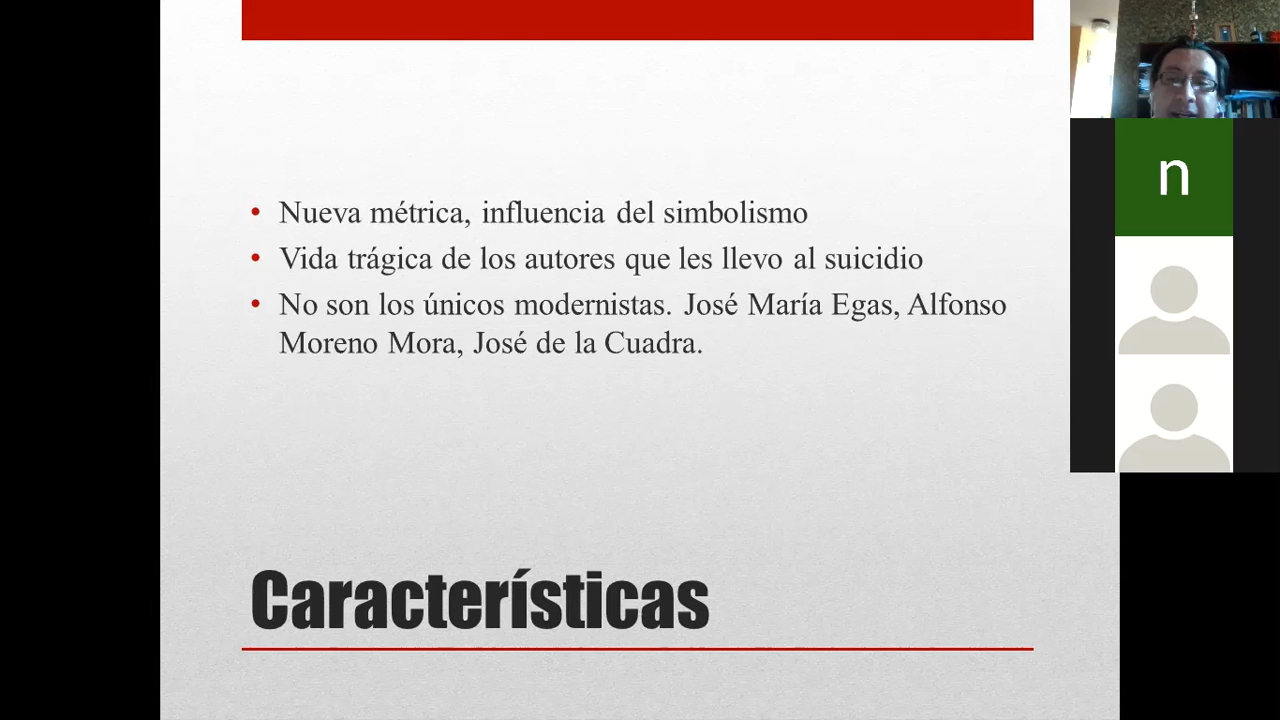 • Nueva métrica, influencia del simbolismo
• Vida trágica de los autores que les llevo al suicidio
• No son los únicos modernistas. José María Egas, Alfonso
Moreno Mora, José de la Cuadra.
Características
n